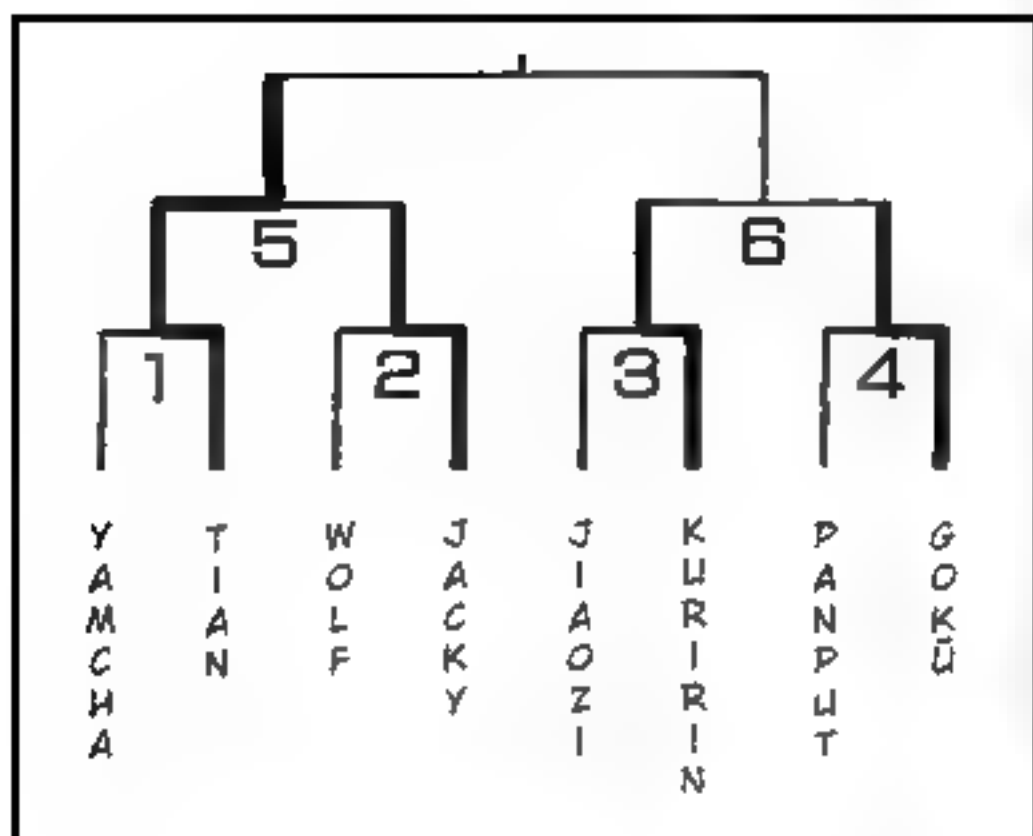 5
6
1
2
3
4
YAMCHA
TIAN
WOLF
JACKY
JIAOZI
KURIRIN
PANPUT
GOKŪ